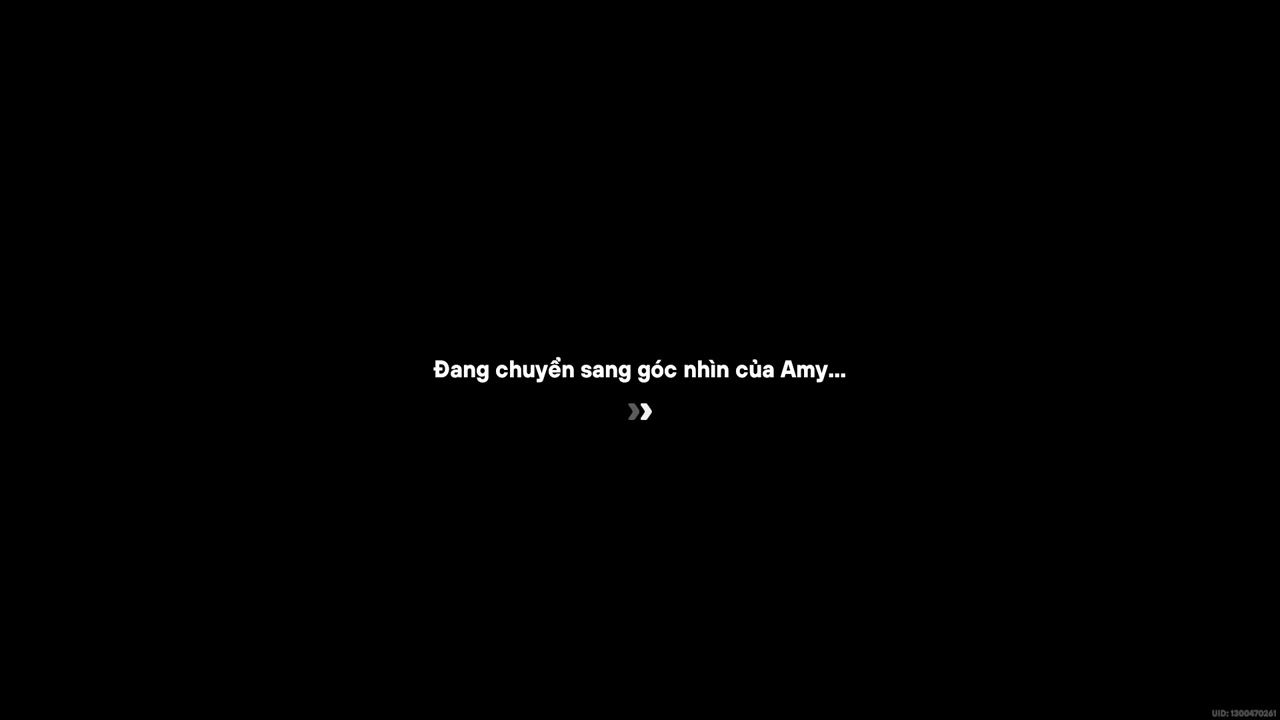 Đang chuyển sang góc nhìn của Amy...
UID: 1300470261